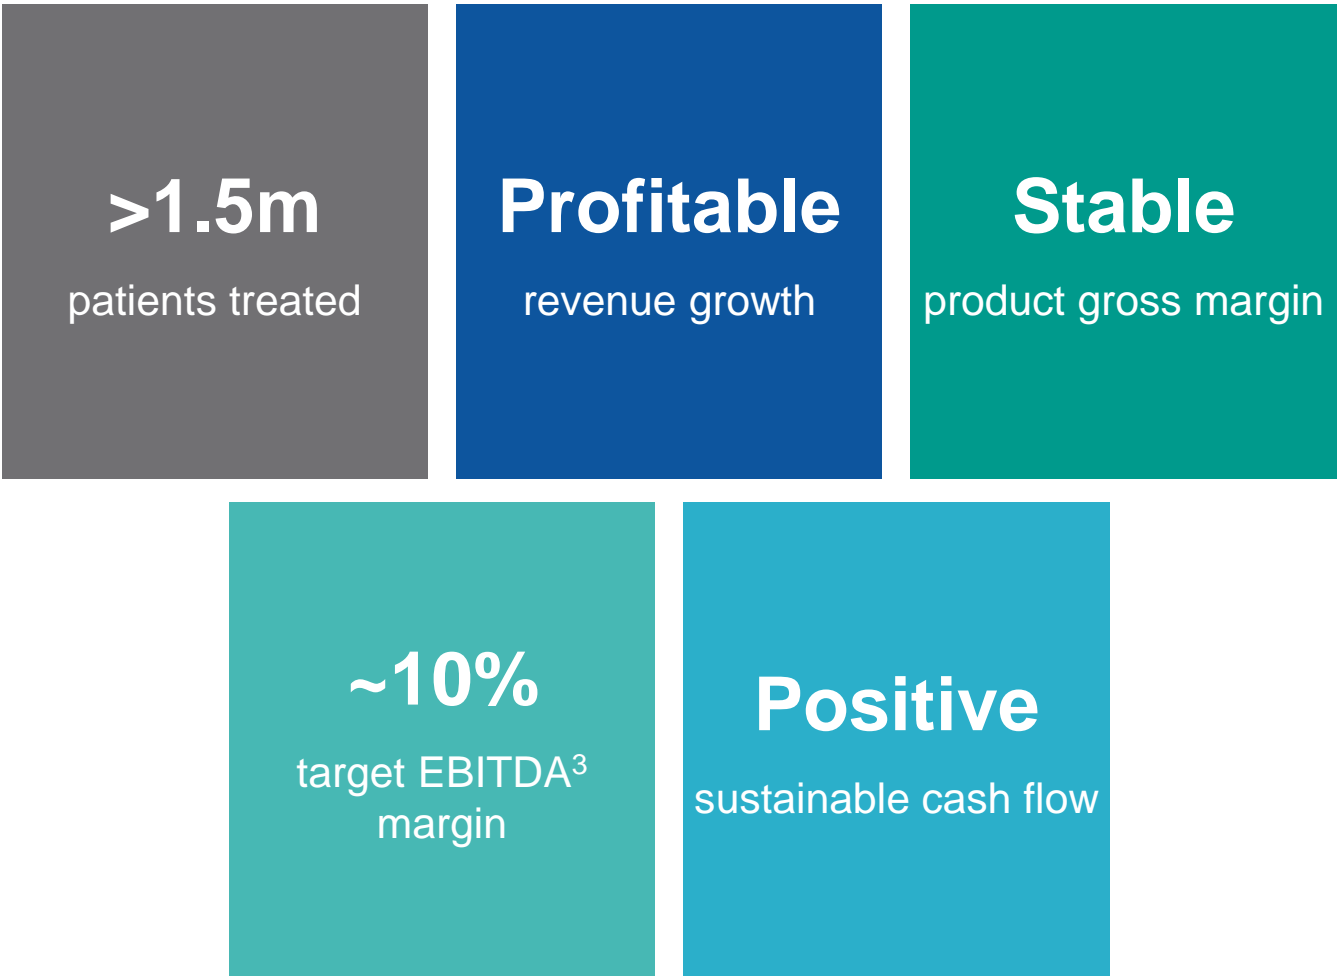 >1.5m
patients treated
Profitable
revenue growth
Stable
product gross margin
~10%
target EBITDA³
margin
Positive
sustainable cash flow